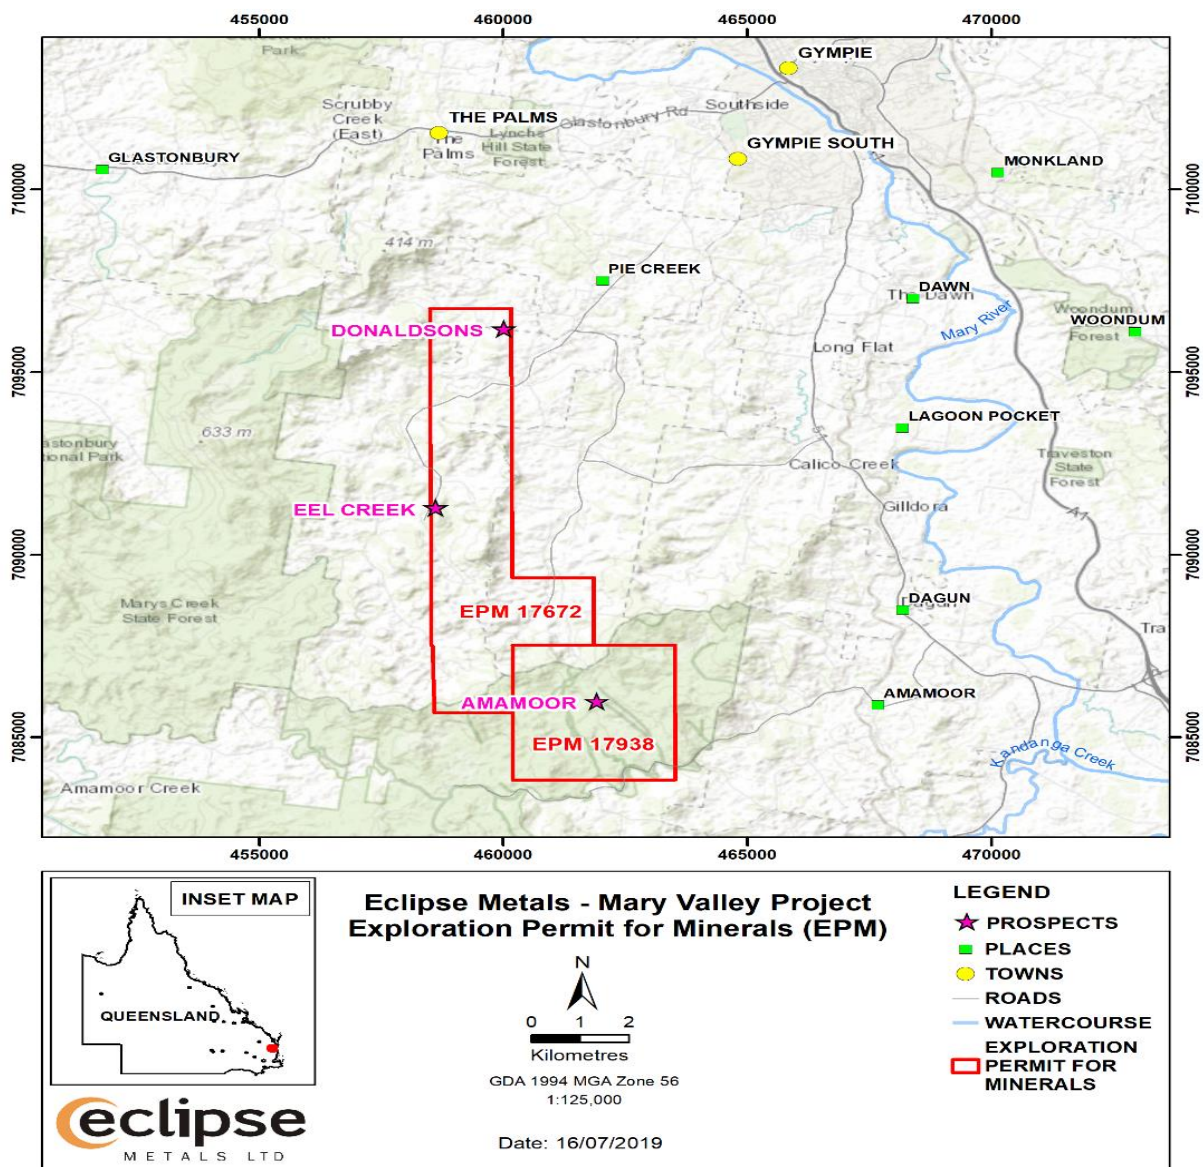 455000 460000 465000 470000
Park
GYMPIE
Scrubby
Creek
(East)
THE PALMS
Glastonbury Rd
Southside
The
Palms
Lynchs
Hill State
Forest
GYMPIE SOUTH
GLASTONBURY
MONKLAND
7100000
7100000
414 m
PIE CREEK
DAWN
The Dawn
Mary River
Woondum
Forest
WOONDUM
DONALDSONS
Long Flat
7095000
7095000
633 m
LAGOON POCKET
Calico Creek
Traveston
State
Forest
A1
EEL CREEK
Gilldora
7090000
7090000
Marys Creek
State Forest
EPM 17672
DAGUN
Dagun
Tra
AMAMOOR
AMAMOOR
EPM 17938
7085000
7085000
Kandanga Creek
Amamoor Creek
455000 460000 465000 470000
INSET MAP
QUEENSLAND
eclipse
METALS LTD
Eclipse Metals - Mary Valley Project
Exploration Permit for Minerals (EPM)
N
0 1 2
Kilometres
GDA 1994 MGA Zone 56
1:125,000
Date: 16/07/2019
LEGEND
PROSPECTS
PLACES
TOWNS
ROADS
WATERCOURSE
EXPLORATION
PERMIT FOR
MINERALS